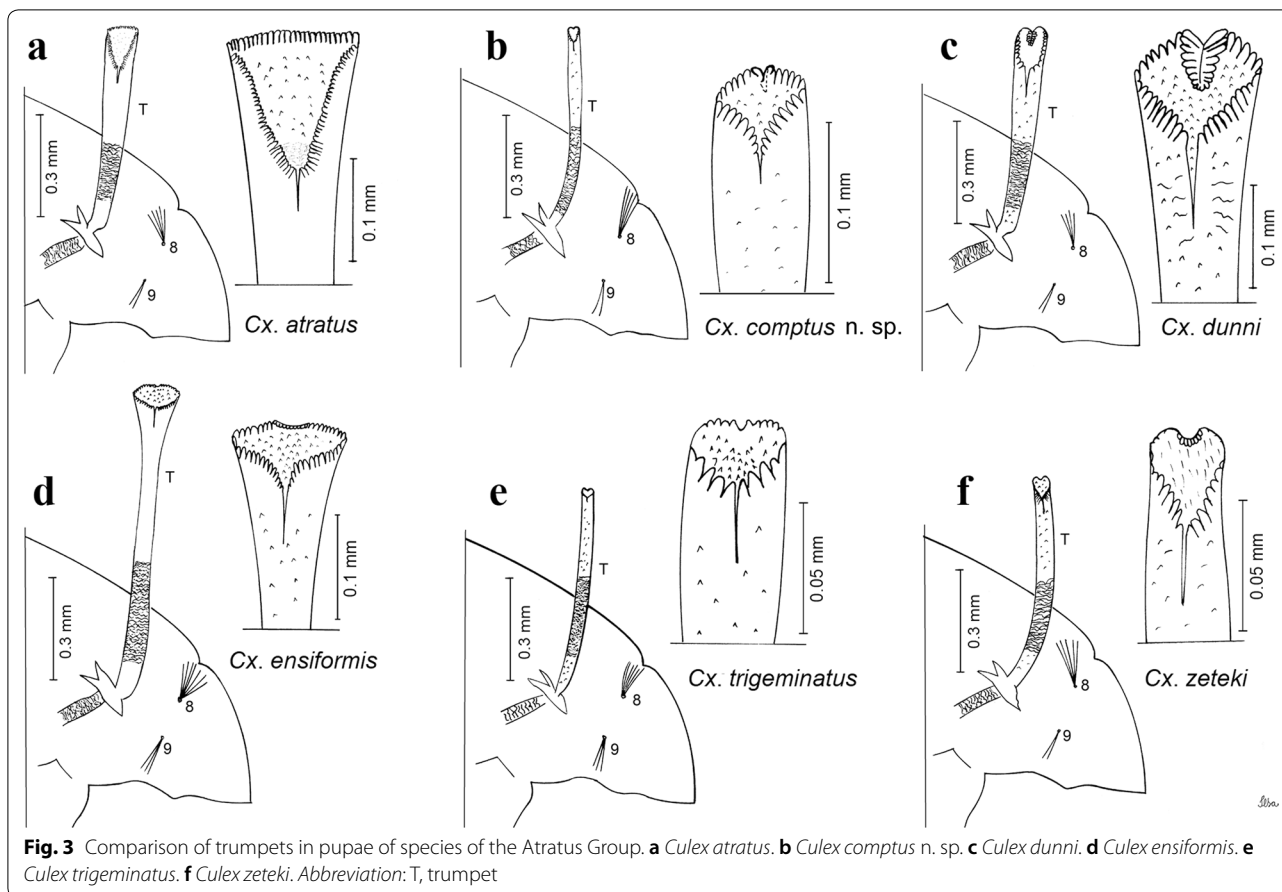 a
T
0.3 mm
8
9
0.1 mm
Cx. atratus
b
T
0.3 mm
8
9
0.1 mm
Cx. comptus n. sp.
c
T
0.3 mm
8
9
0.1 mm
Cx. dunni
d
T
0.3 mm
8
9
0.1 mm
Cx. ensiformis
e
T
0.3 mm
8
9
0.05 mm
Cx. trigeminatus
f
T
0.3 mm
8
9
0.05 mm
Cx. zeteki
Ilba
Fig. 3 Comparison of trumpets in pupae of species of the Atratus Group. a Culex atratus. b Culex comptus n. sp. c Culex dunni. d Culex ensiformis. e
Culex trigeminatus. f Culex zeteki. Abbreviation: T, trumpet